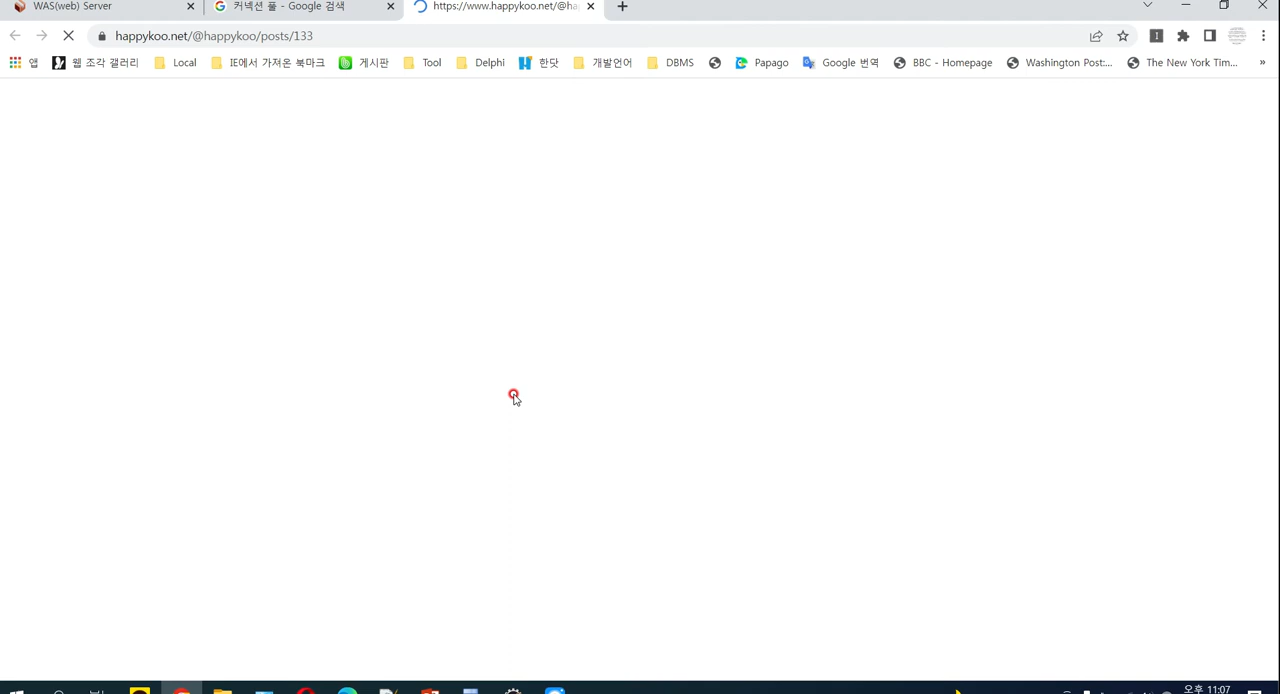 WAS(web) Server
커넥션 풀 - Google 검색
https://www.happykoo.net/@ha
happykoo.net/@happykoo/posts/133
앱 웹 조각 갤러리 Local IE에서 가져온 북마크 게시판 Tool Delphi 한닷 개발언어 DBMS Papago Google 번역 BBC - Homepage Washington Post:... The New York Tim... »
오후 11:07